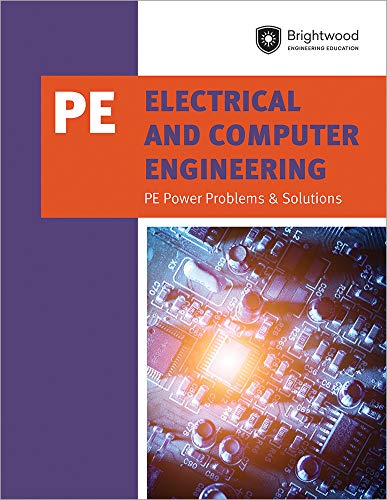 Brightwood
ENGINEERING EDUCATION
PE
ELECTRICAL
AND COMPUTER
ENGINEERING
PE Power Problems & Solutions